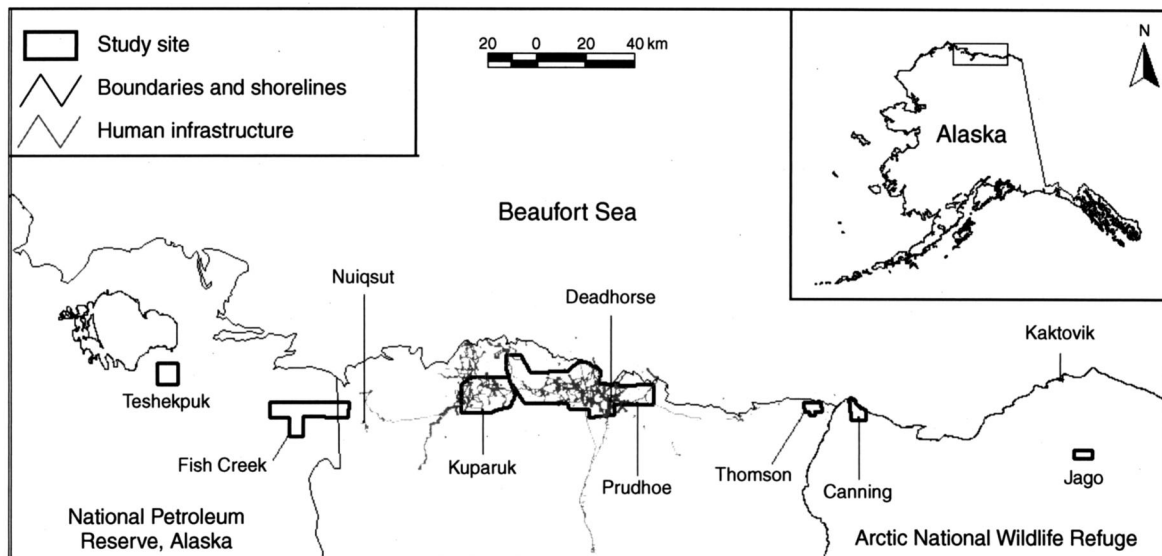 Study site
Boundaries and shorelines
Human infrastructure
20 0 20 40 km
N
Alaska
Beaufort Sea
Nuiqsut
Deadhorse
Kaktovik
Teshekpuk
Fish Creek
Kuparuk
Prudhoe
Thomson
Canning
Jago
National Petroleum
Reserve, Alaska
Arctic National Wildlife Refuge